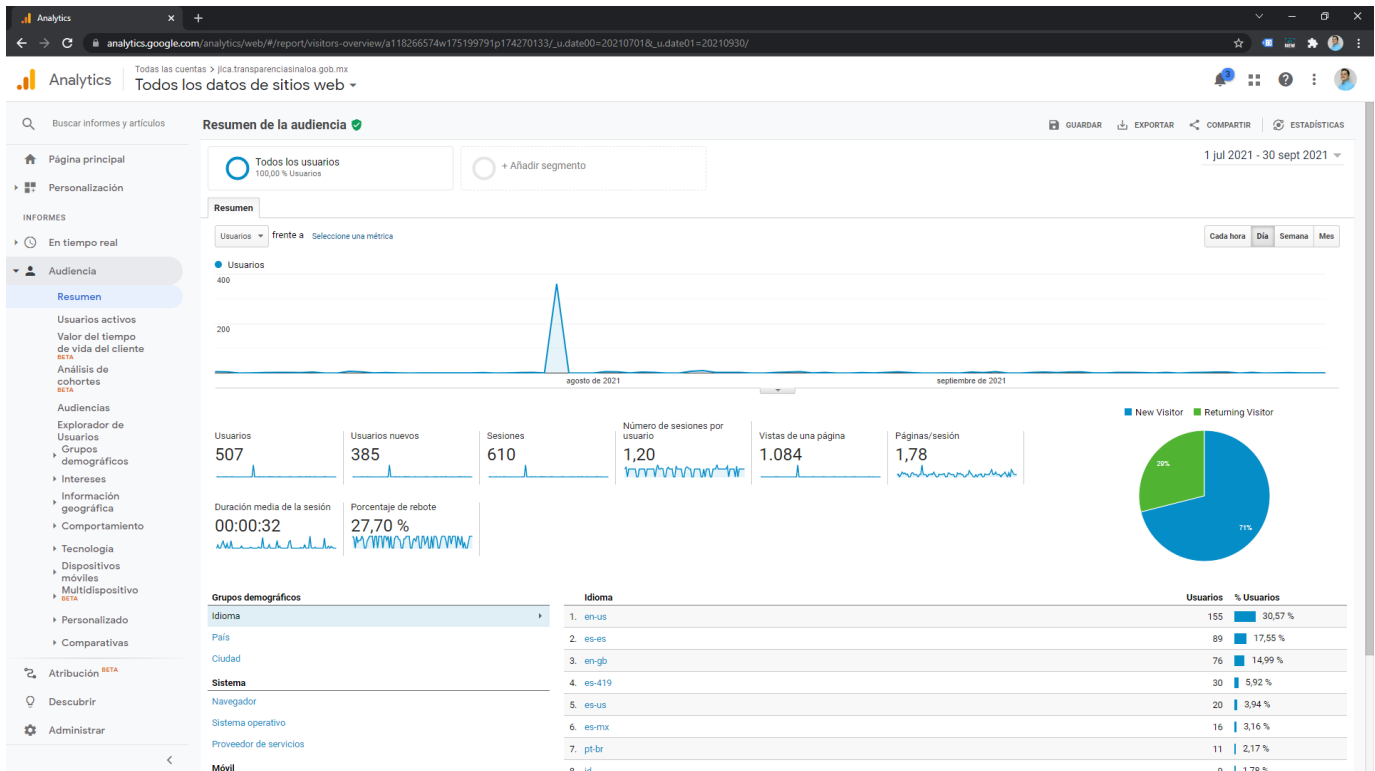 Analytics
analytics.google.com/analytics/web/#/report/visitors-overview/a118266574w175199791p174270133/_u.date00=20210701&_u.date01=20210930/
NEW
Analytics
Todas las cuentas > jlca.transparenciasinaloa.gob.mx
Todos los datos de sitios web
3
Buscar informes y artículos
Resumen de la audiencia
GUARDAR EXPORTAR COMPARTIR ESTADÍSTICAS
Página principal
Personalización
INFORMES
En tiempo real
Audiencia
Resumen
Usuarios activos
Valor del tiempo
de vida del cliente
BETA
Análisis de
cohortes
BETA
Audiencias
Explorador de
Usuarios
Grupos
demográficos
Intereses
Información
geográfica
Comportamiento
Tecnología
Dispositivos
móviles
Multidispositivo
BETA
Personalizado
Comparativas
Atribución BETA
Descubrir
Administrar
Todos los usuarios
100,00 % Usuarios
+ Añadir segmento
1 jul 2021 - 30 sept 2021
Resumen
Usuarios frente a Seleccione una métrica
Cada hora Día Semana Mes
Usuarios
400
200
agosto de 2021 septiembre de 2021
New Visitor Returning Visitor
29%
71%
Usuarios
507
Usuarios nuevos
385
Sesiones
610
Número de sesiones por
usuario
1,20
Vistas de una página
1.084
Páginas/sesión
1,78
Duración media de la sesión
00:00:32
Porcentaje de rebote
27,70 %
Grupos demográficos
Idioma
País
Ciudad
Sistema
Navegador
Sistema operativo
Proveedor de servicios
Móvil
Idioma Usuarios % Usuarios
1. en-us 155 30,57 %
2. es-es 89 17,55 %
3. en-gb 76 14,99 %
4. es-419 30 5,92 %
5. es-us 20 3,94 %
6. es-mx 16 3,16 %
7. pt-br 11 2,17 %
8. id 9 1,78 %